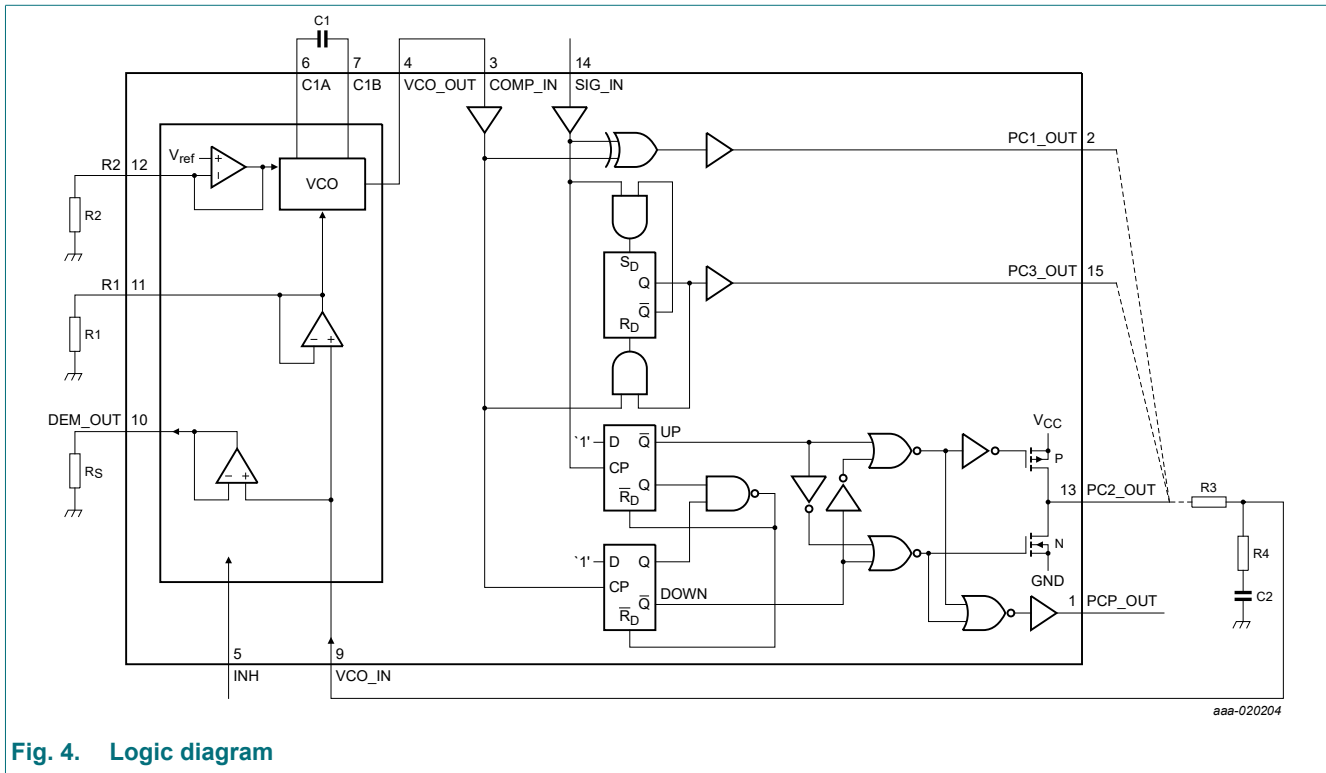 C1
6 7 4 3 14
C1A C1B VCO_OUT COMP_IN SIG_IN
Vref
R2 12
VCO
R2
PC1_OUT 2
R1 11
R1
SD
Q
Q
RD
PC3_OUT 15
DEM_OUT 10
RS
'1' D Q UP
CP
Q
RD
'1' D Q
CP
Q DOWN
RD
VCC
P
13 PC2_OUT
R3
N
GND
R4
C2
1 PCP_OUT
5 9
INH VCO_IN
aaa-020204
Fig. 4. Logic diagram